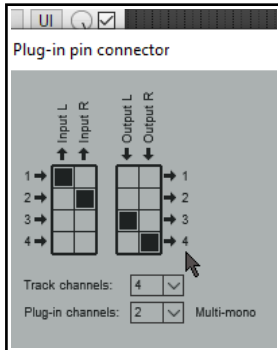 UI
Plug-in pin connector
Input L
Input R
Output L
Output R
1
1
2
2
3
3
4
4
Track channels: 4
Plug-in channels: 2 Multi-mono